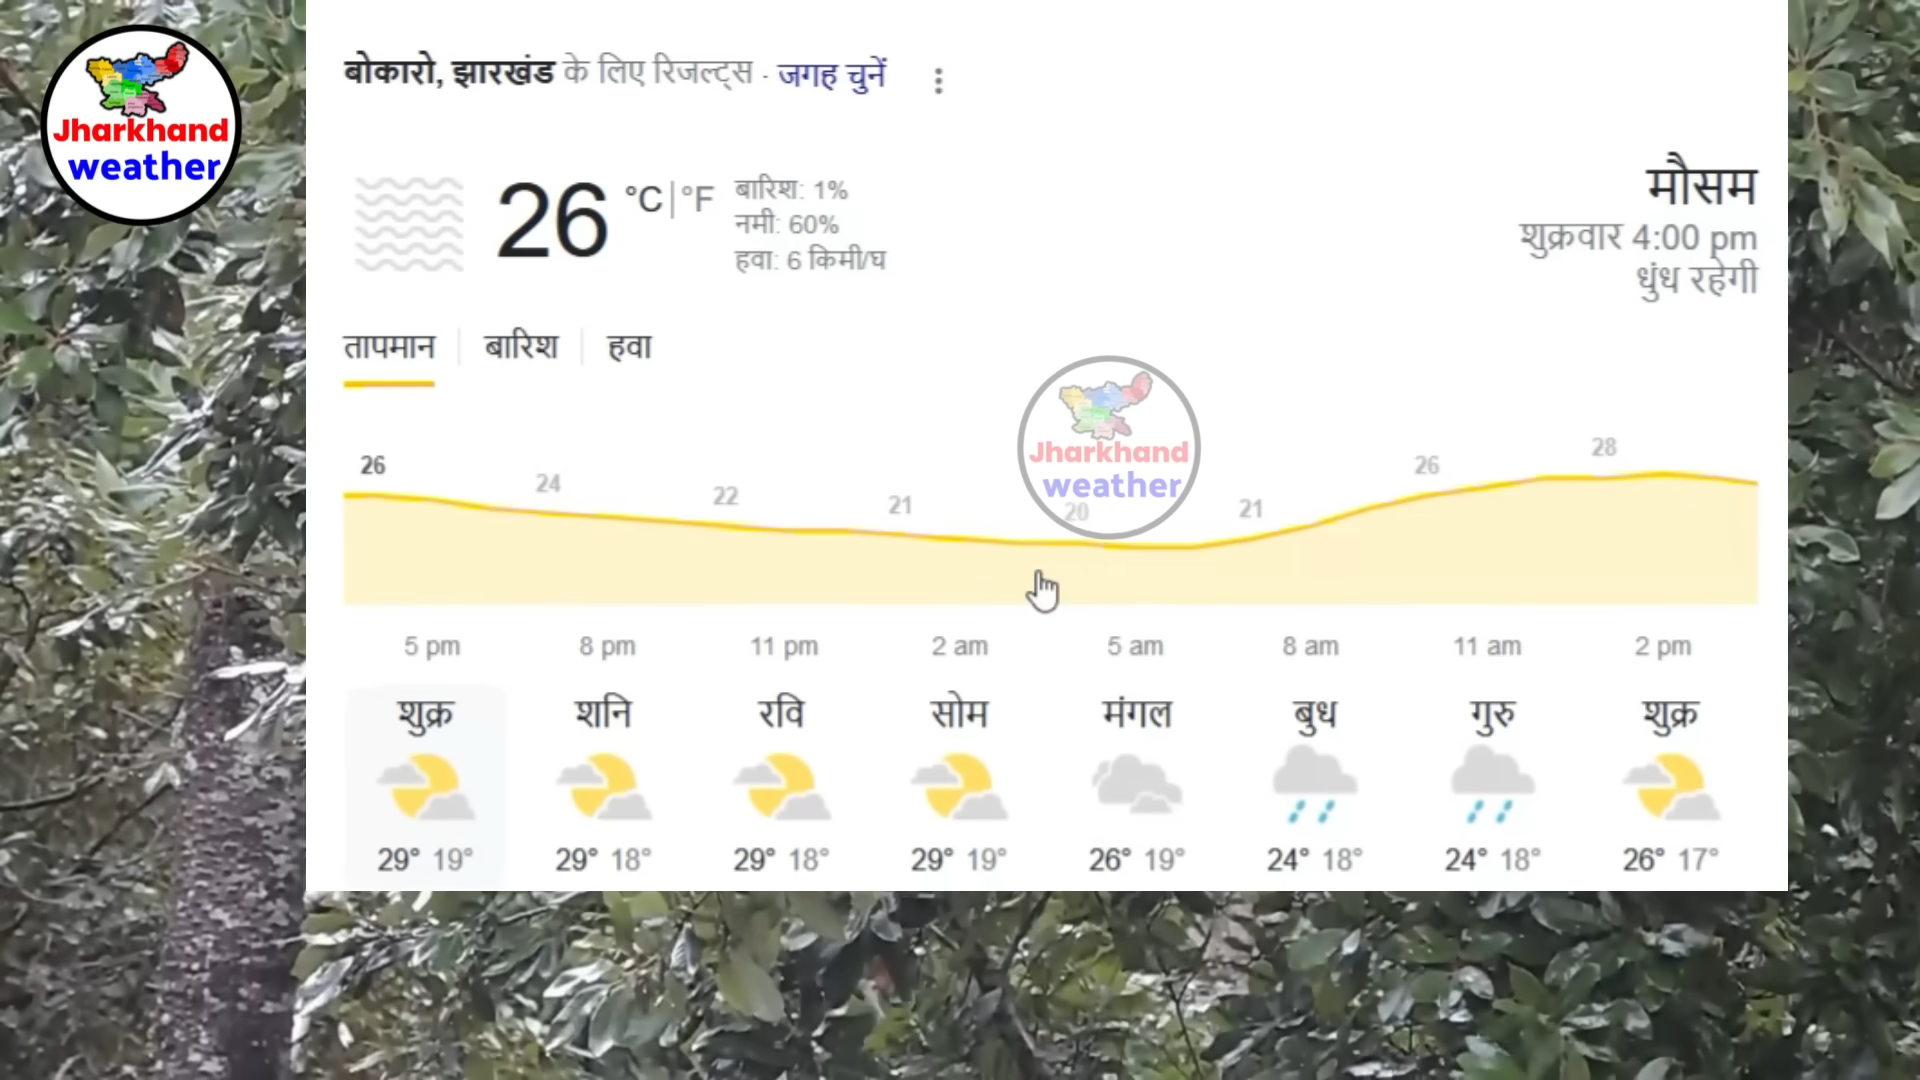 Jharkhand
weather
बोकारो, झारखंड के लिए रिजल्ट्स · जगह चुनें
26 °C | °F
बारिश: 1%
नमी: 60%
हवा: 6 किमी/घ
मौसम
शुक्रवार 4:00 pm
धुंध रहेगी
तापमान बारिश हवा
Jharkhand
weather
26 24 22 21 20 21 26 28
5 pm 8 pm 11 pm 2 am 5 am 8 am 11 am 2 pm
शुक्र शनि रवि सोम मंगल बुध गुरु शुक्र
29° 19° 29° 18° 29° 18° 29° 19° 26° 19° 24° 18° 24° 18° 26° 17°